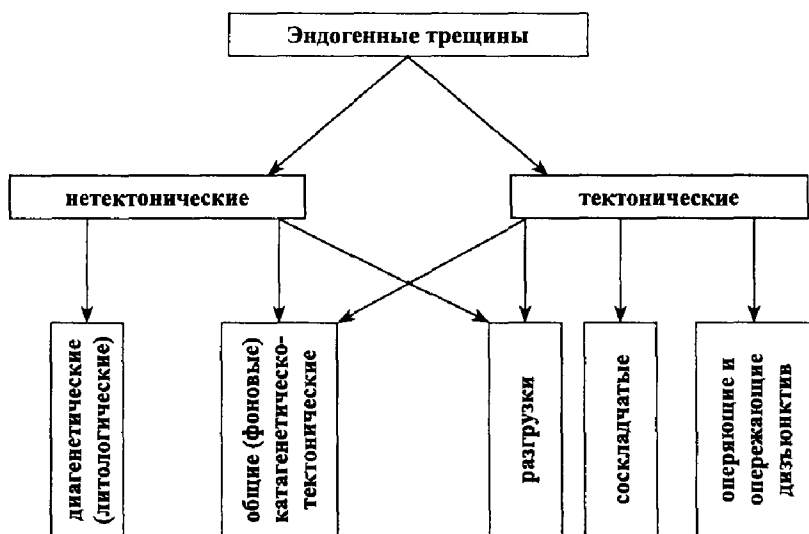 Эндогенные трещины
нетектонические
тектонические
диагенетические
(литологические)
общие (фоновые)
катагенетическо-
тектонические
разгрузки
соскладчатые
оперяющие и
опережающие
дизъюнктив